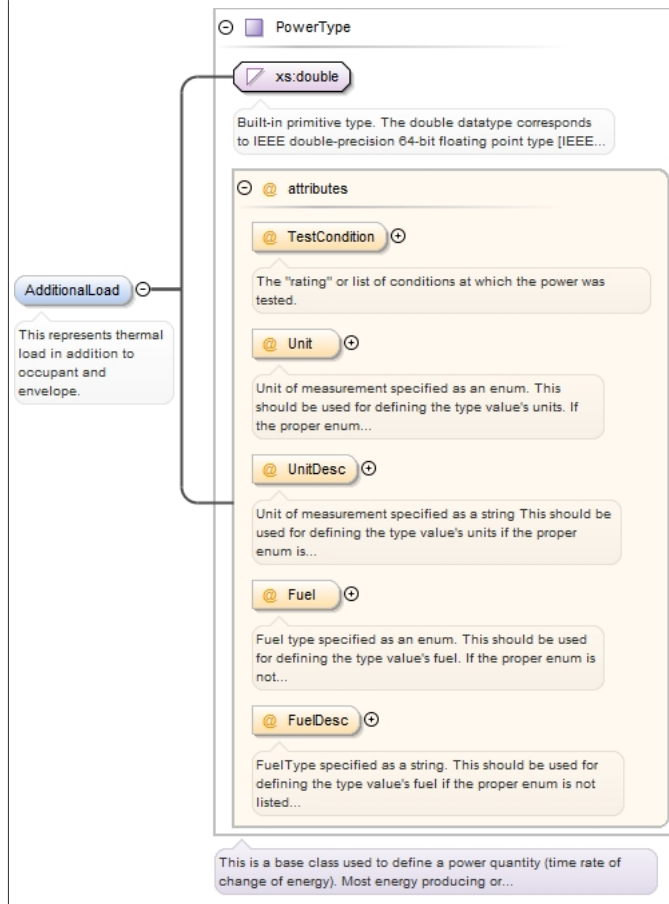 PowerType
xs:double
Built-in primitive type. The double datatype corresponds
to IEEE double-precision 64-bit floating point type [IEEE...
@ attributes
@ TestCondition
The "rating" or list of conditions at which the power was
tested.
AdditionalLoad
This represents thermal
load in addition to
occupant and
envelope.
@ Unit
Unit of measurement specified as an enum. This
should be used for defining the type value's units. If
the proper enum...
@ UnitDesc
Unit of measurement specified as a string This should be
used for defining the type value's units if the proper
enum is...
@ Fuel
Fuel type specified as an enum. This should be used
for defining the type value's fuel. If the proper enum is
not...
@ FuelDesc
FuelType specified as a string. This should be used for
defining the type value's fuel if the proper enum is not
listed...
This is a base class used to define a power quantity (time rate of
change of energy). Most energy producing or...